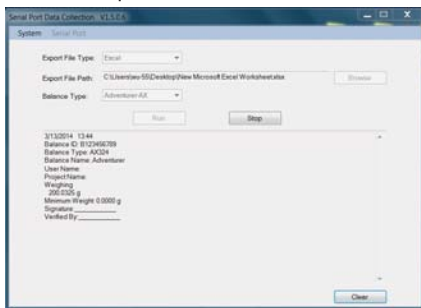 Serial Port Data Collection V1.5.0.6
System Serial Port
Export File Type: Excel
Export File Path: C:\Users\wu-55\Desktop\New Microsoft Excel Worksheet.xlsx Browse
Balance Type: Adventurer-AX
Run Stop
3/13/2014 13:44
Balance ID: B123456789
Balance Type: AX324
Balance Name: Adventurer
User Name:
Project Name:
Weighing
200.0325 g
Minimum Weight 0.0000 g
Signature:
Verified By:
Clear